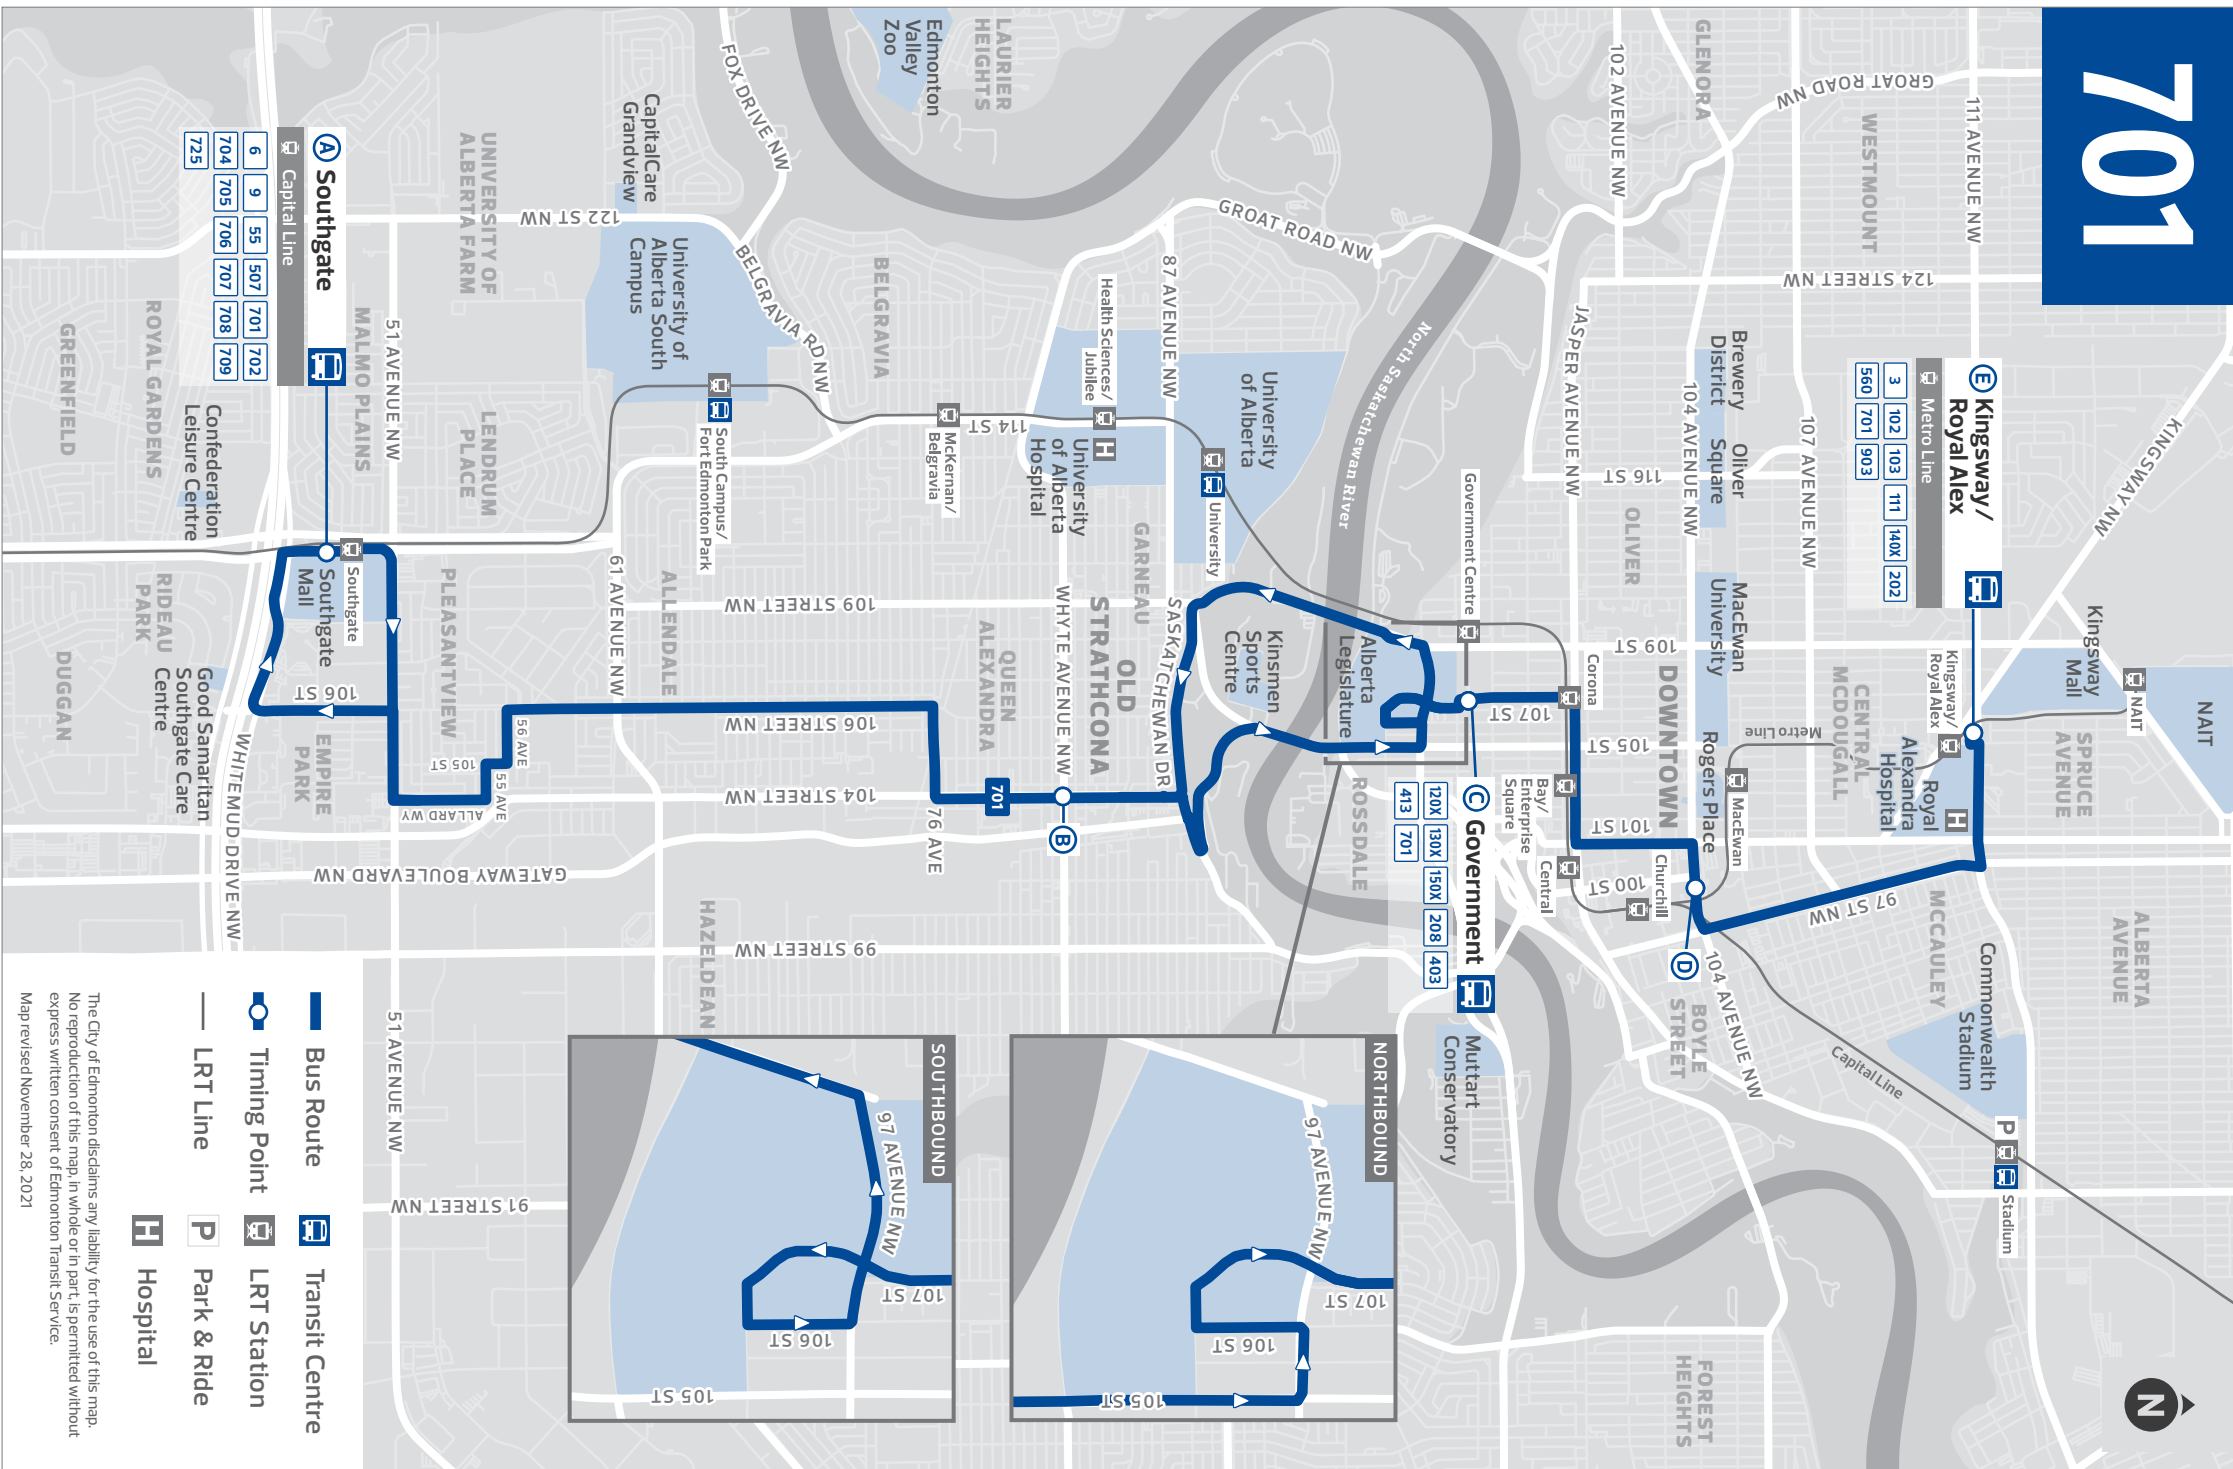 701
111 AVENUE NW
GROAT ROAD NW
GLENORA
WESTMOUNT
102 AVENUE NW
124 STREET NW
KINGSWAY NW
E Kingsway/
Royal Alex
Metro Line
3 102 103 111 140X 202
560 701 903
Brewery
District
Oliver
Square
104 AVENUE NW
107 AVENUE NW
116 ST
JASPER AVENUE NW
OLIVER
MacEwan
University
109 ST
Kingsway
Mall
NAIT
NAIT
Kingsway/
Royal Alex
CENTRAL
MCDOUGALL
Metro Line
Royal
Alexandra
Hospital
H
SPRUCE
AVENUE
DOWNTOWN
Corona
107 ST
105 ST
Rogers Place
MacEwan
101 ST
Bay/
Enterprise
Square
Central
100 ST
Churchill
97 ST NW
MCCAULEY
ALBERTA
AVENUE
Commonwealth
Stadium
D
104 AVENUE NW
BOYLE
STREET
Capital Line
P
Stadium
FOREST
HEIGHTS
N
LAURIER
HEIGHTS
Edmonton
Valley
Zoo
FOX DRIVE NW
GROAT ROAD NW
North Saskatchewan River
Government Centre
87 AVENUE NW
Health Sciences/
Jubilee
University
of Alberta
University
H
University
of Alberta
Hospital
114 ST
McKernan/
Belgravia
BELGRAVIA
BELGRAVIA RD NW
CapitalCare
Grandview
University of
Alberta South
Campus
South Campus/
Fort Edmonton Park
122 ST NW
UNIVERSITY OF
ALBERTA FARM
GARNEAU
SASKATCHEWAN DR
Kinsmen
Sports
Centre
Alberta
Legislature
ROSSDALE
C Government
120X 130X 150X 208 403
413 701
Muttart
Conservatory
OLD
STRATHCONA
WHYTE AVENUE NW
B
701
QUEEN
ALEXANDRA
109 STREET NW
106 STREET NW
104 STREET NW
76 AVE
ALLENDALE
61 AVENUE NW
HAZELDEAN
99 STREET NW
GATEWAY BOULEVARD NW
A Southgate
Capital Line
6 9 55 507 701 702
704 705 706 707 708 709
725
51 AVENUE NW
MALMO PLAINS
LENDRUM
PLACE
ROYAL GARDENS
GREENFIELD
Confederation
Leisure Centre
Southgate
Southgate
Mall
PLEASANTVIEW
RIDEAU
PARK
DUGGAN
106 ST
56 AVE
105 ST
55 AVE
ALLARD WY
EMPIRE
PARK
Good Samaritan
Southgate Care
Centre
WHITEMUD DRIVE NW
51 AVENUE NW
91 STREET NW
NORTHBOUND
97 AVENUE NW
107 ST
106 ST
105 ST
SOUTHBOUND
97 AVENUE NW
107 ST
106 ST
105 ST
Bus Route
Timing Point
LRT Line
Transit Centre
LRT Station
P Park & Ride
H Hospital
The City of Edmonton disclaims any liability for the use of this map.
No reproduction of this map, in whole or in part, is permitted without
express written consent of Edmonton Transit Service.
Map revised November 28, 2021